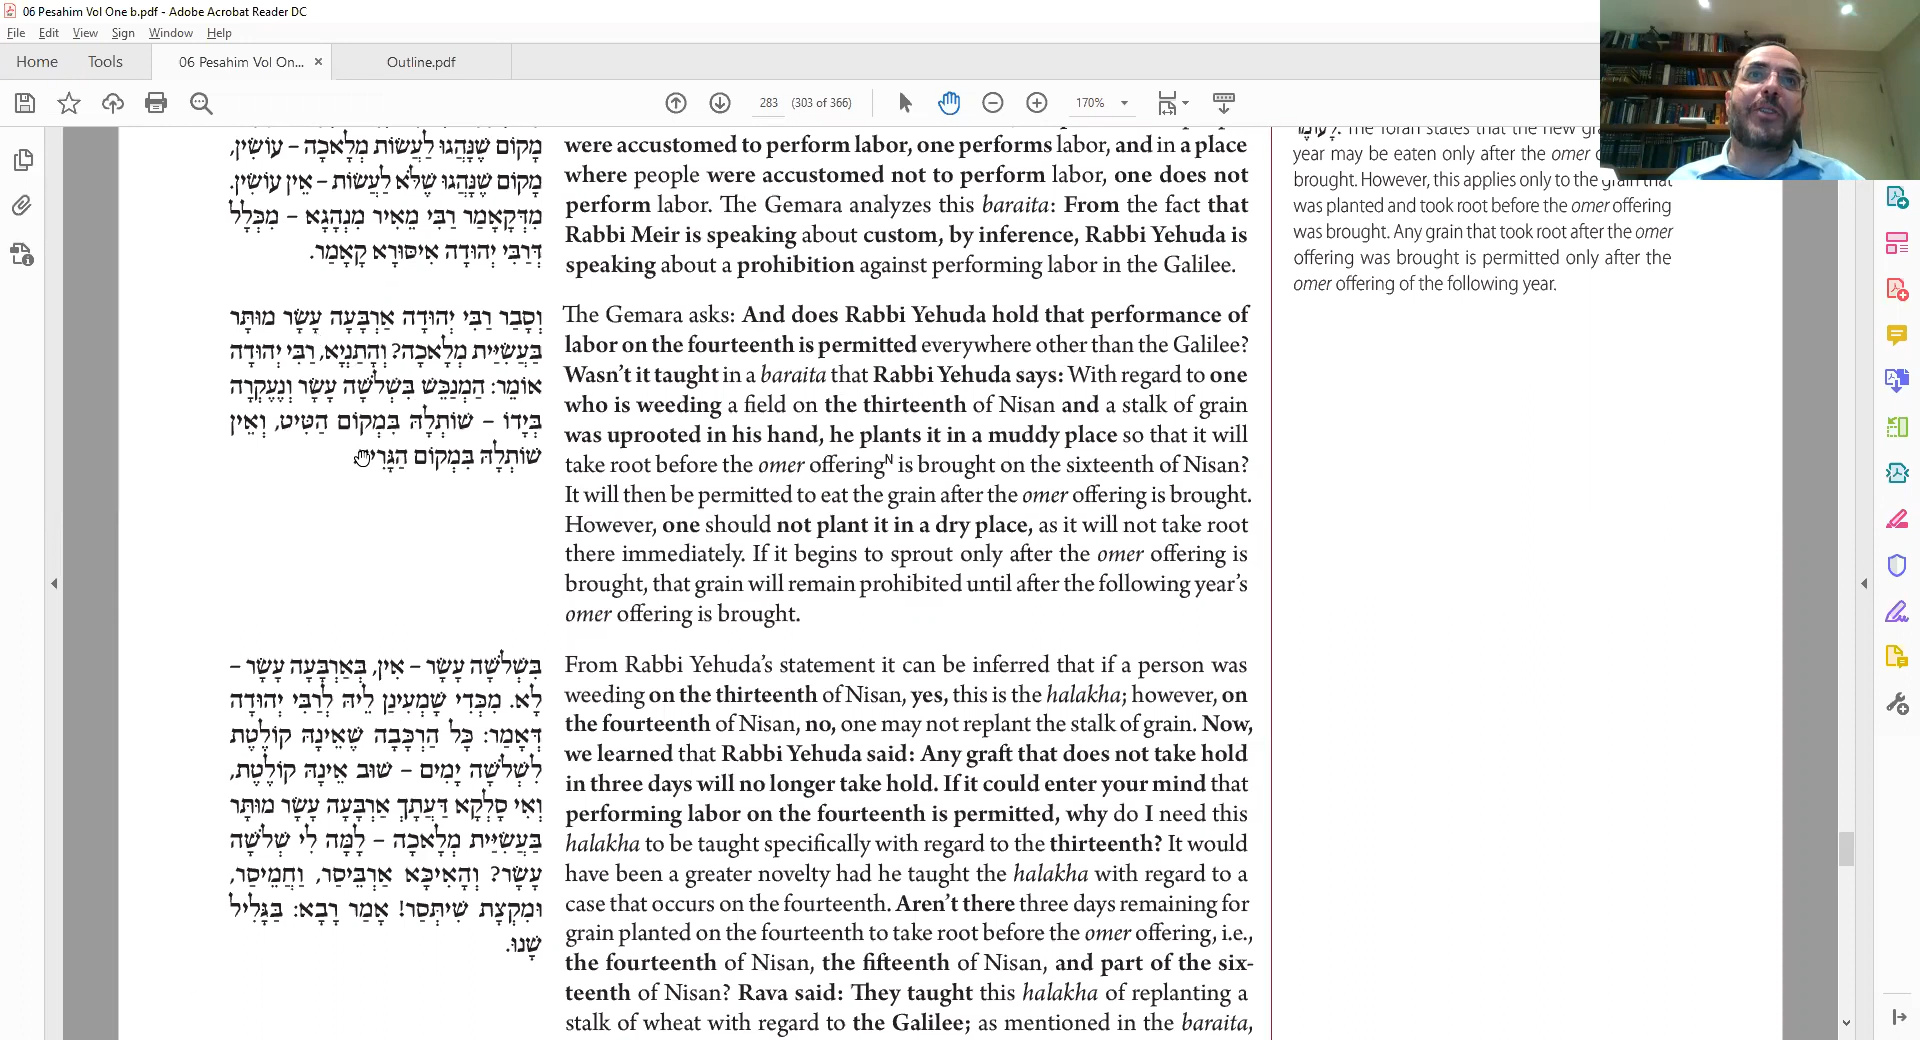 06 Pesahim Vol One b.pdf - Adobe Acrobat Reader DC
File Edit View Sign Window Help
Home Tools 06 Pesahim Vol On... × Outline.pdf
283 (303 of 366) 170%
מָקוֹם שֶׁנָּהֲגוּ לַעֲשׂוֹת מְלָאכָה – עוֹשִׂין,
מָקוֹם שֶׁנָּהֲגוּ שֶׁלֹּא לַעֲשׂוֹת – אֵין עוֹשִׂין.
מִדְּקָאָמַר רַבִּי מֵאִיר מִנְהָגָא – מִכְּלָל
דְּרַבִּי יְהוּדָה אִיסּוּרָא קָאָמַר.
וְסָבַר רַבִּי יְהוּדָה אַרְבָּעָה עָשָׂר מוּתָּר
בַּעֲשִׂיַּית מְלָאכָה? וְהָתַנְיָא, רַבִּי יְהוּדָה
אוֹמֵר: הַמְנַכֵּשׁ בִּשְׁלֹשָׁה עָשָׂר וְנֶעֶקְרָה
בְּיָדוֹ – שׁוֹתְלָהּ בִּמְקוֹם הַטִּיט, וְאֵין
שׁוֹתְלָהּ בִּמְקוֹם
בִּשְׁלֹשָׁה עָשָׂר – אִין, בְּאַרְבָּעָה עָשָׂר –
לָא. מִכְּדִי שָׁמְעִינַן לֵיהּ לְרַבִּי יְהוּדָה
דְּאָמַר: כָּל הַרְכָּבָה שֶׁאֵינָהּ קוֹלֶטֶת
לִשְׁלֹשָׁה יָמִים – שׁוּב אֵינָהּ קוֹלֶטֶת,
וְאִי סָלְקָא דַּעְתָּךְ אַרְבָּעָה עָשָׂר מוּתָּר
בַּעֲשִׂיַּית מְלָאכָה – לָמָּה לִי שְׁלֹשָׁה
עָשָׂר? וְהָאִיכָּא אַרְבֵּיסַר, וַחֲמֵיסַר,
וּמִקְצָת שִׁיתְּסַר! אָמַר רָבָא: בַּגָּלִיל
שָׁנוּ.
were accustomed to perform labor, one performs labor, and in a place
where people were accustomed not to perform labor, one does not
perform labor. The Gemara analyzes this baraita: From the fact that
Rabbi Meir is speaking about custom, by inference, Rabbi Yehuda is
speaking about a prohibition against performing labor in the Galilee.
The Gemara asks: And does Rabbi Yehuda hold that performance of
labor on the fourteenth is permitted everywhere other than the Galilee?
Wasn't it taught in a baraita that Rabbi Yehuda says: With regard to one
who is weeding a field on the thirteenth of Nisan and a stalk of grain
was uprooted in his hand, he plants it in a muddy place so that it will
take root before the omer offeringN is brought on the sixteenth of Nisan?
It will then be permitted to eat the grain after the omer offering is brought.
However, one should not plant it in a dry place, as it will not take root
there immediately. If it begins to sprout only after the omer offering is
brought, that grain will remain prohibited until after the following year's
omer offering is brought.
From Rabbi Yehuda's statement it can be inferred that if a person was
weeding on the thirteenth of Nisan, yes, this is the halakha; however, on
the fourteenth of Nisan, no, one may not replant the stalk of grain. Now,
we learned that Rabbi Yehuda said: Any graft that does not take hold
in three days will no longer take hold. If it could enter your mind that
performing labor on the fourteenth is permitted, why do I need this
halakha to be taught specifically with regard to the thirteenth? It would
have been a greater novelty had he taught the halakha with regard to a
case that occurs on the fourteenth. Aren't there three days remaining for
grain planted on the fourteenth to take root before the omer offering, i.e.,
the fourteenth of Nisan, the fifteenth of Nisan, and part of the six-
teenth of Nisan? Rava said: They taught this halakha of replanting a
stalk of wheat with regard to the Galilee; as mentioned in the baraita,
The Torah states that the new
year may be eaten only after the omer
brought. However, this applies only to the grain that
was planted and took root before the omer offering
was brought. Any grain that took root after the omer
offering was brought is permitted only after the
omer offering of the following year.